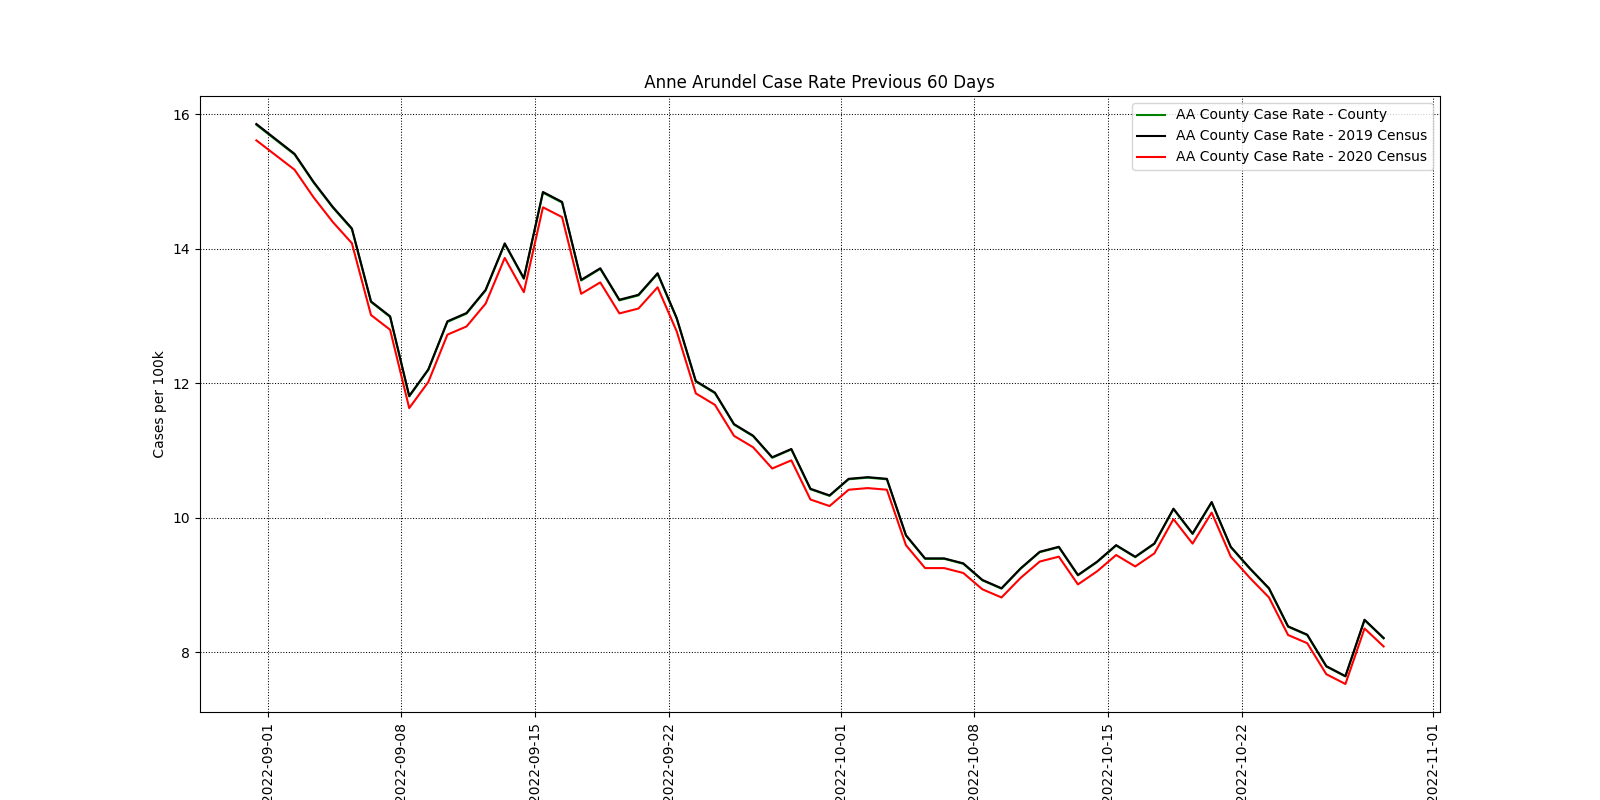 Anne Arundel Case Rate Previous 60 Days
AA County Case Rate - County
AA County Case Rate - 2019 Census
AA County Case Rate - 2020 Census
Cases per 100k
16
14
12
10
8
2022-09-01
2022-09-08
2022-09-15
2022-09-22
2022-10-01
2022-10-08
2022-10-15
2022-10-22
2022-11-01